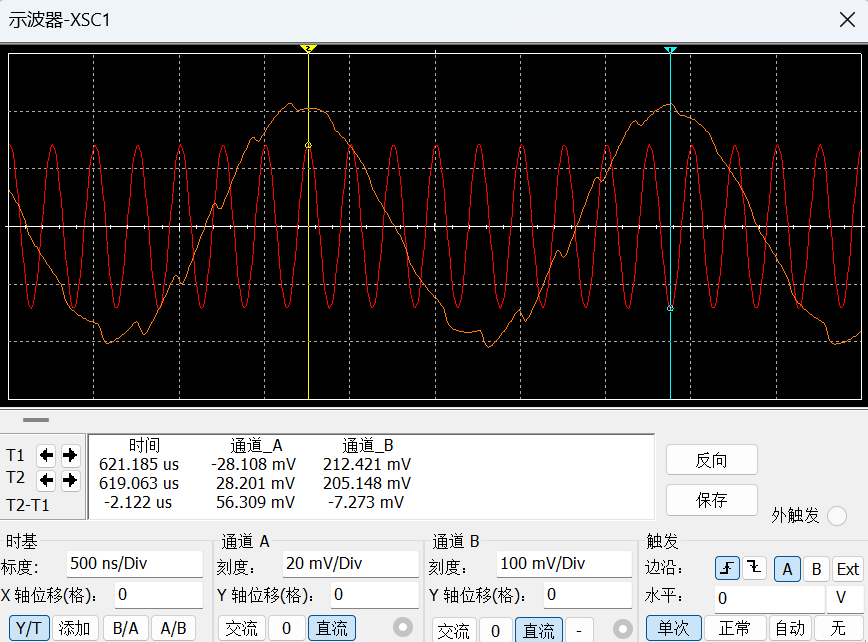 示波器-XSC1
2
1
时间 通道_A 通道_B
T1 621.185 us -28.108 mV 212.421 mV
T2 619.063 us 28.201 mV 205.148 mV
T2-T1 -2.122 us 56.309 mV -7.273 mV
反向
保存
外触发
时基 通道 A 通道 B 触发
标度: 500 ns/Div 刻度: 20 mV/Div 刻度: 100 mV/Div 边沿: A B Ext
X 轴位移(格): 0 Y 轴位移(格): 0 Y 轴位移(格): 0 水平: 0 V
Y/T 添加 B/A A/B 交流 0 直流 交流 0 直流 - 单次 正常 自动 无